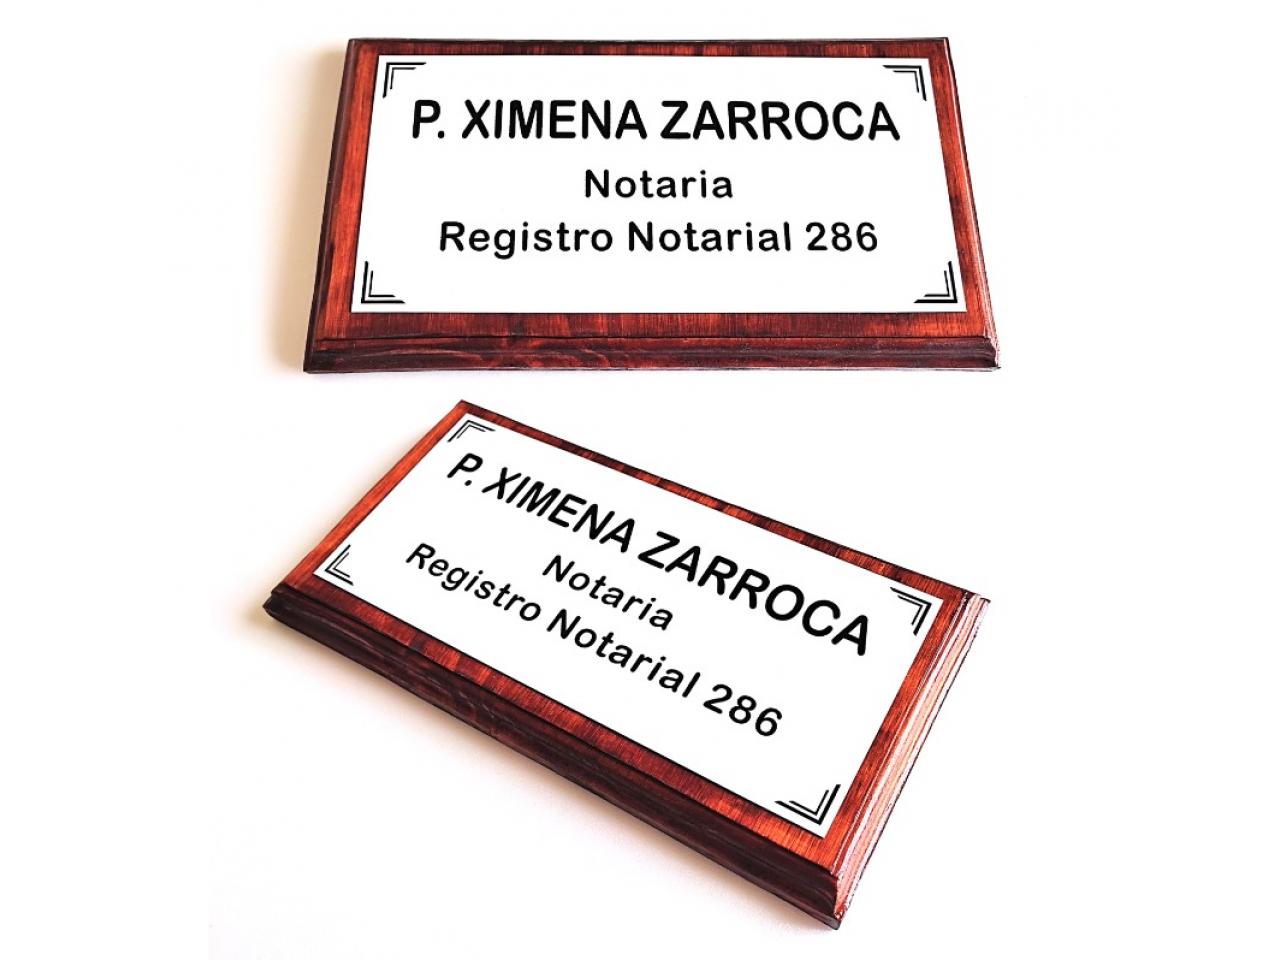 P. XIMENA ZARROCA
Notaria
Registro Notarial 286
P. XIMENA ZARROCA
Notaria
Registro Notarial 286